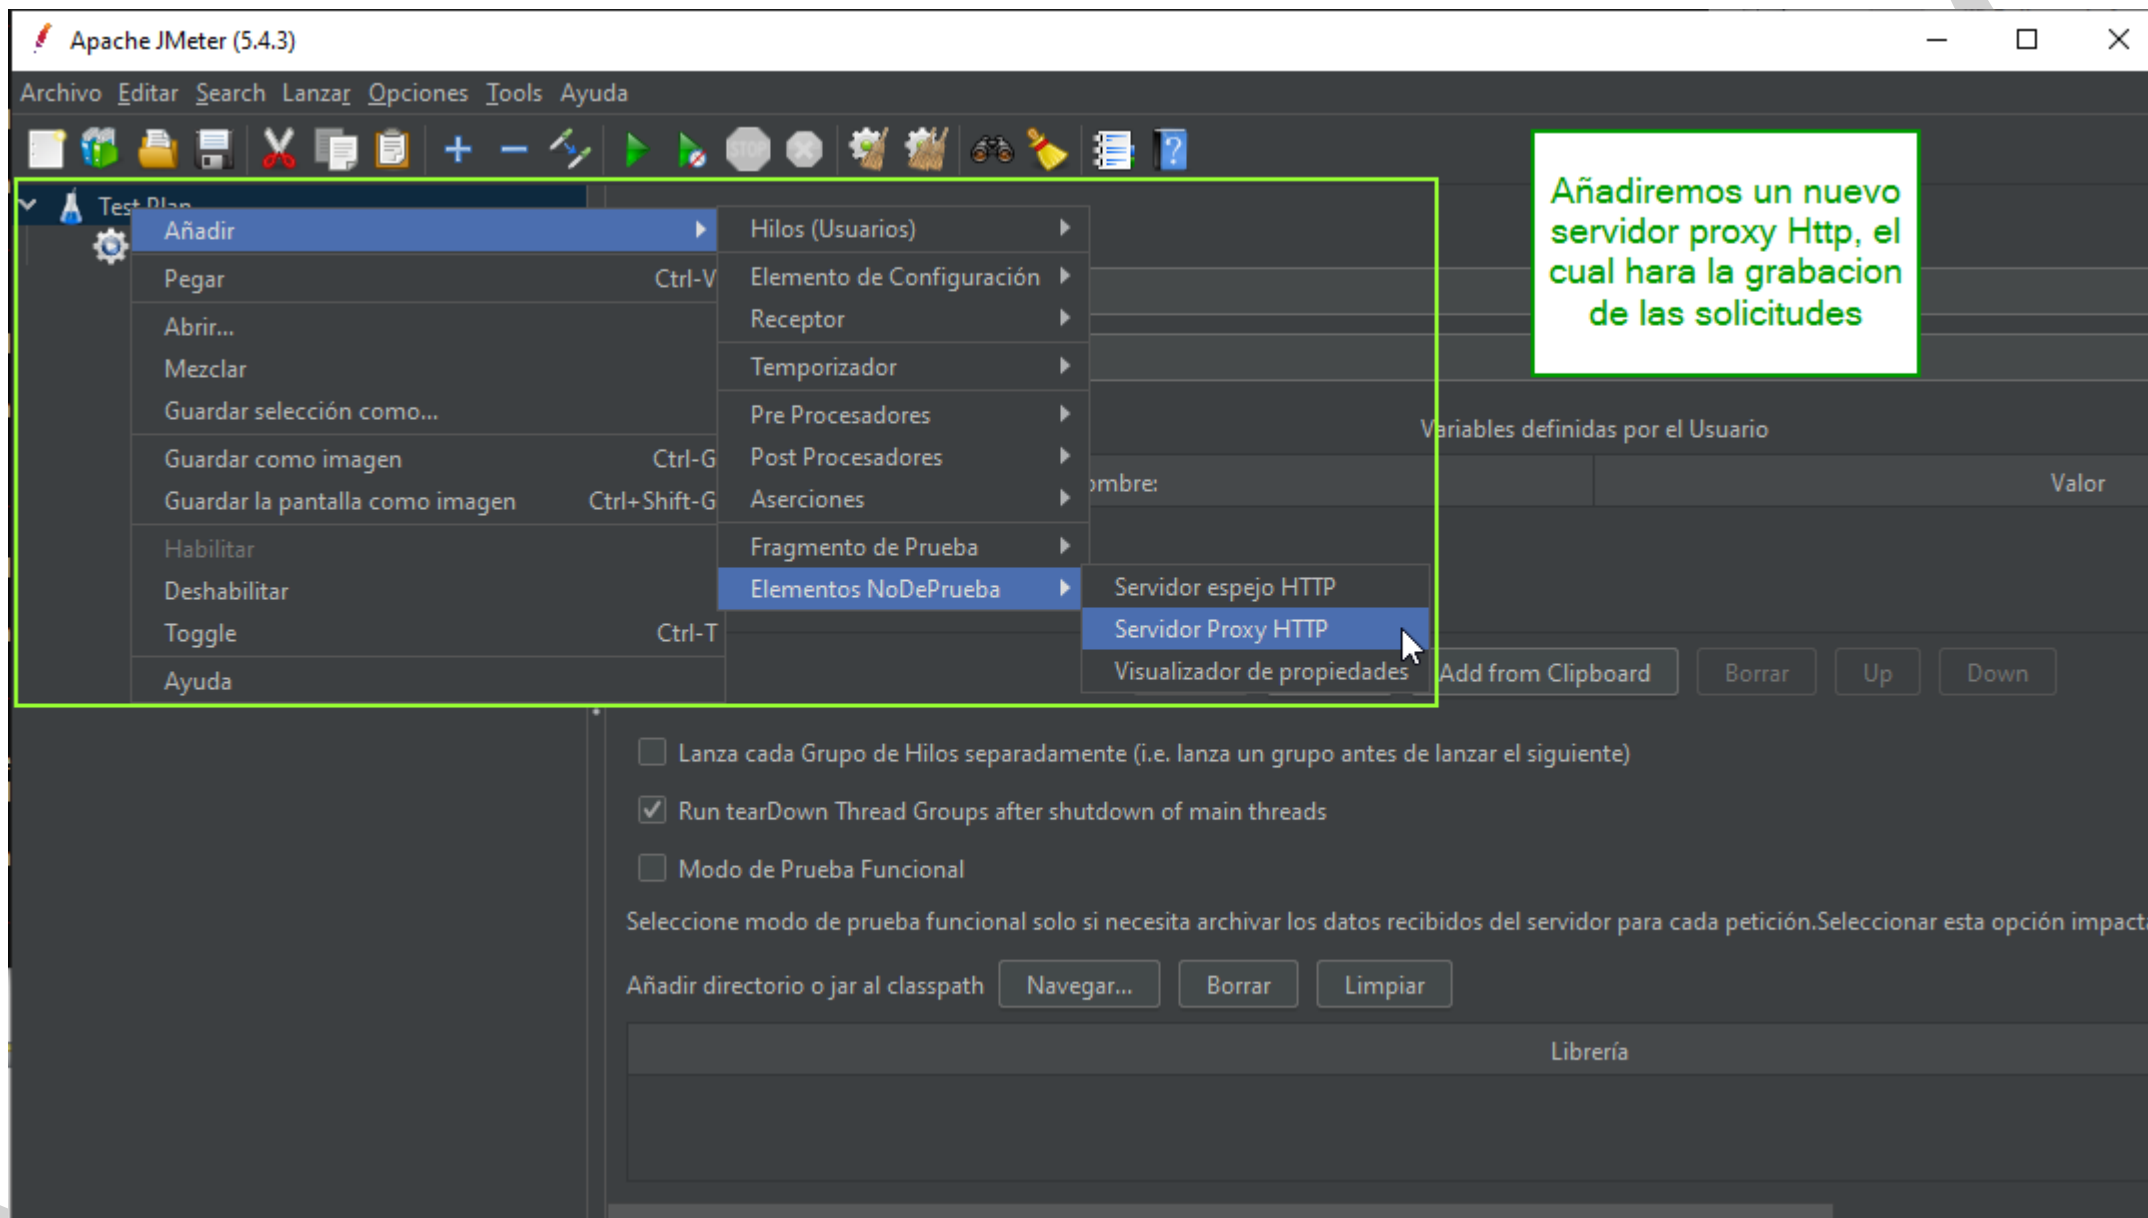 Apache JMeter (5.4.3)
Archivo Editar Search Lanzar Opciones Tools Ayuda
STOP
Añadiremos un nuevo
servidor proxy Http, el
cual hara la grabacion
de las solicitudes
Test Plan
Añadir
Pegar Ctrl-V
Abrir...
Mezclar
Guardar selección como...
Guardar como imagen Ctrl-G
Guardar la pantalla como imagen Ctrl+Shift-G
Habilitar
Deshabilitar
Toggle Ctrl-T
Ayuda
Hilos (Usuarios)
Elemento de Configuración
Receptor
Temporizador
Pre Procesadores
Post Procesadores
Aserciones
Fragmento de Prueba
Elementos NoDePrueba
Servidor espejo HTTP
Servidor Proxy HTTP
Visualizador de propiedades
Variables definidas por el Usuario
ombre: Valor
Add from Clipboard Borrar Up Down
Lanza cada Grupo de Hilos separadamente (i.e. lanza un grupo antes de lanzar el siguiente)
Run tearDown Thread Groups after shutdown of main threads
Modo de Prueba Funcional
Seleccione modo de prueba funcional solo si necesita archivar los datos recibidos del servidor para cada petición.Seleccionar esta opción impacta
Añadir directorio o jar al classpath Navegar... Borrar Limpiar
Librería